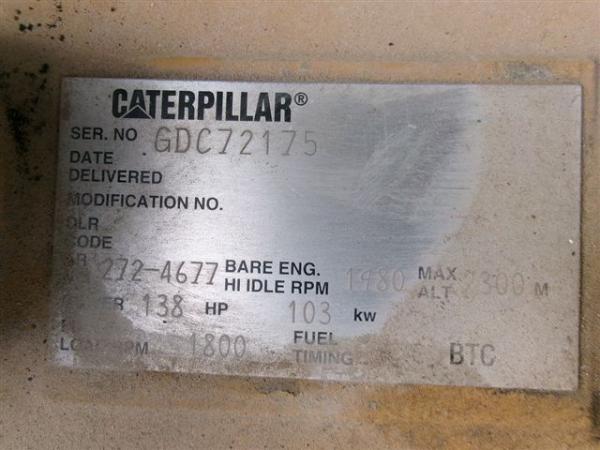 CATERPILLAR®
SER. NO GDC72175
DATE
DELIVERED
MODIFICATION NO.
DLR
CODE
272-4677 BARE ENG. HI IDLE RPM 1980 MAX ALT 2300 M
138 HP 103 kw
1800 FUEL TIMING BTC